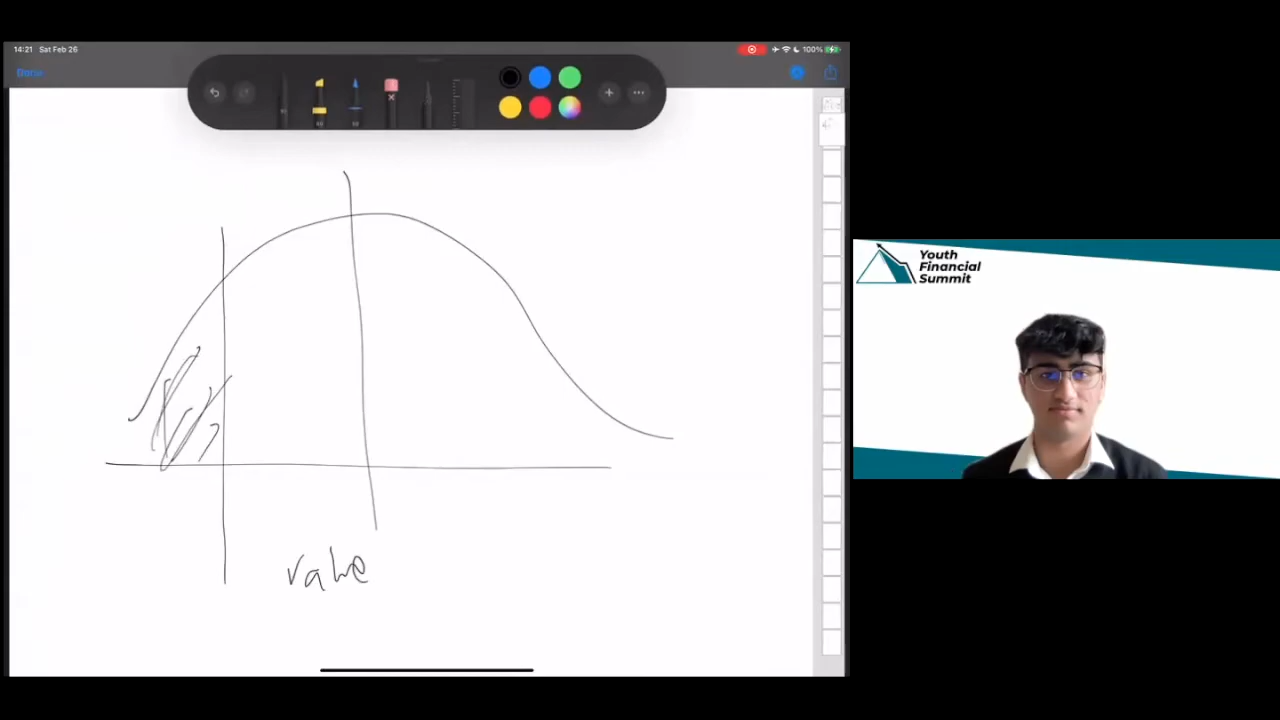 14:21 Sat Feb 26
100%
Done
Youth
Financial
Summit
value